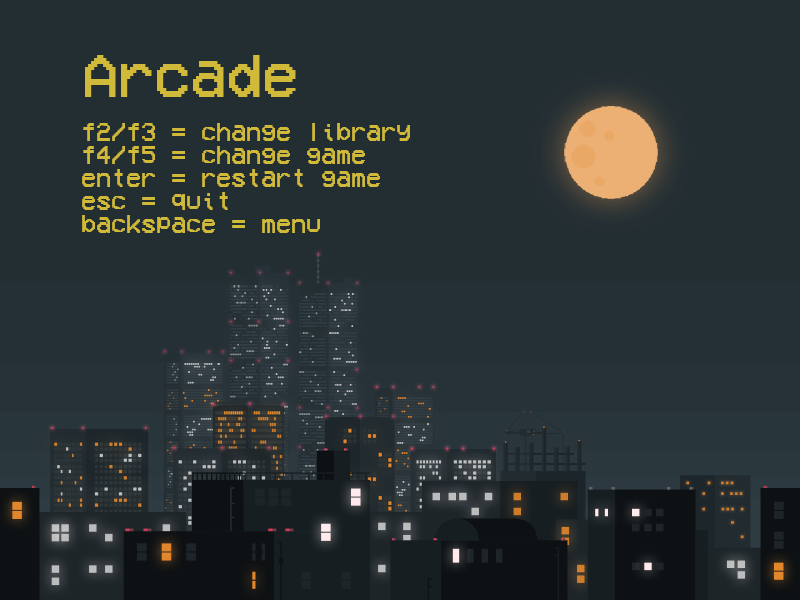 Arcade
f2/f3 = change library
f4/f5 = change game
enter = restart game
esc = quit
backspace = menu